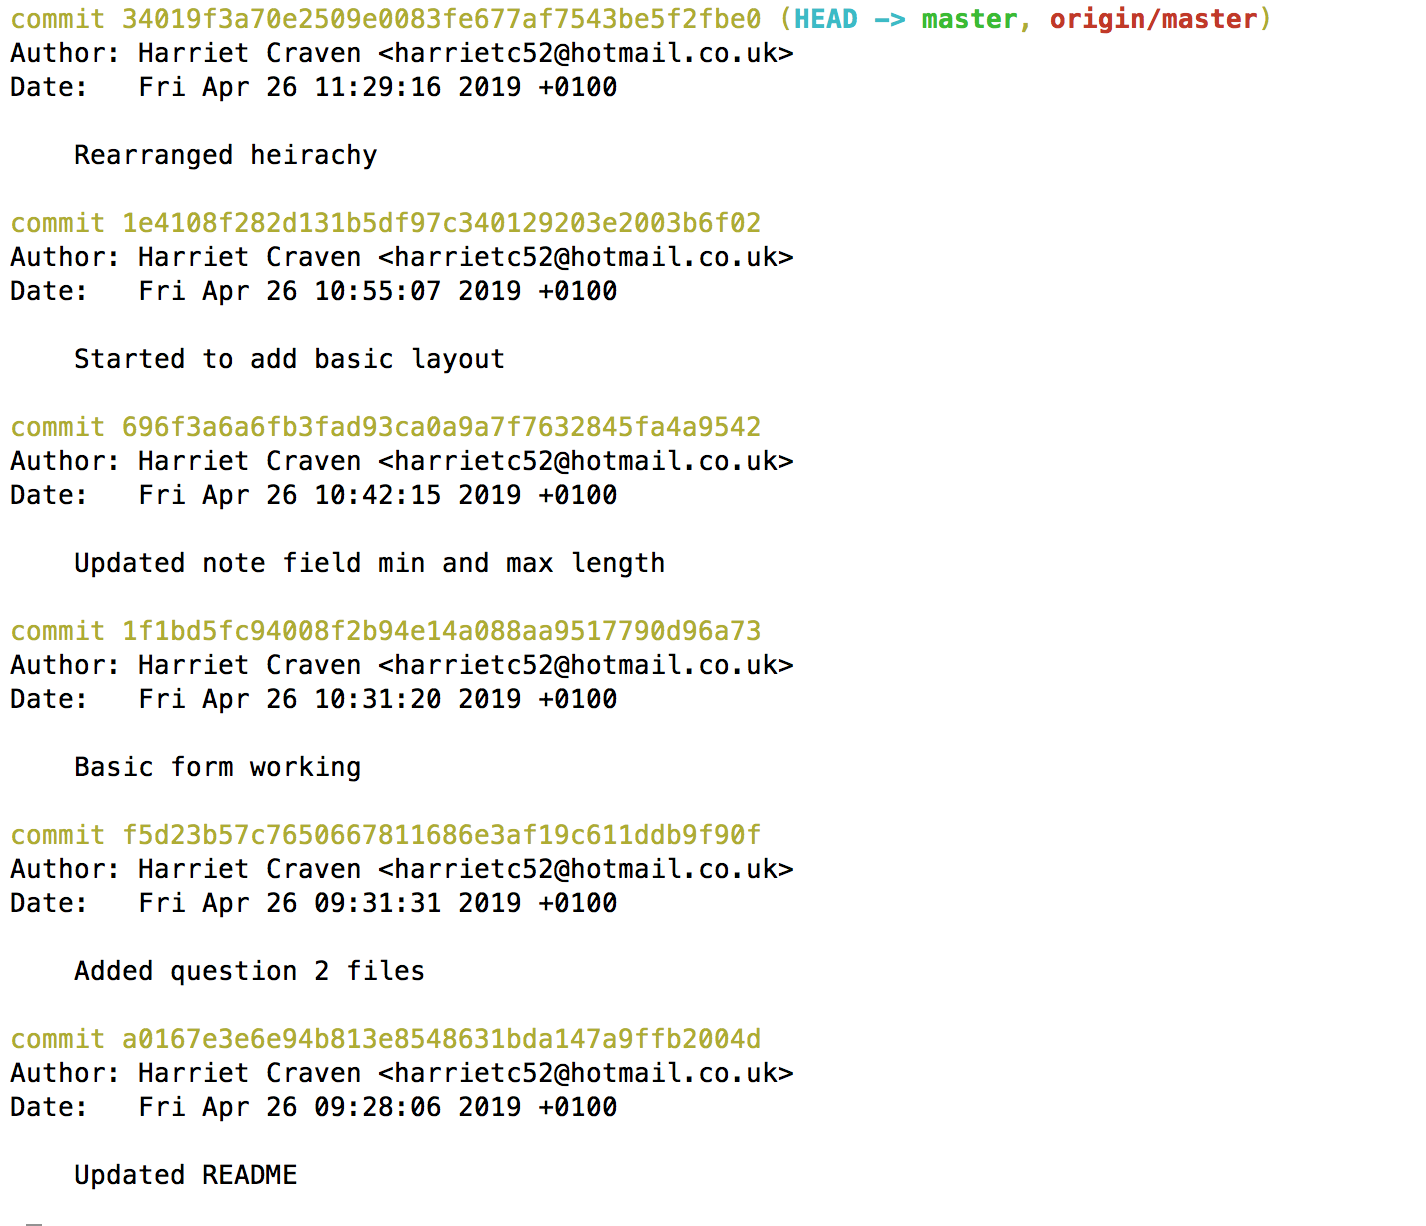 commit 34019f3a70e2509e0083fe677af7543be5f2fbe0 (HEAD -> master, origin/master)
Author: Harriet Craven <harrietc52@hotmail.co.uk>
Date:   Fri Apr 26 11:29:16 2019 +0100
Rearranged heirachy
commit 1e4108f282d131b5df97c340129203e2003b6f02
Author: Harriet Craven <harrietc52@hotmail.co.uk>
Date:   Fri Apr 26 10:55:07 2019 +0100
Started to add basic layout
commit 696f3a6a6fb3fad93ca0a9a7f7632845fa4a9542
Author: Harriet Craven <harrietc52@hotmail.co.uk>
Date:   Fri Apr 26 10:42:15 2019 +0100
Updated note field min and max length
commit 1f1bd5fc94008f2b94e14a088aa9517790d96a73
Author: Harriet Craven <harrietc52@hotmail.co.uk>
Date:   Fri Apr 26 10:31:20 2019 +0100
Basic form working
commit f5d23b57c7650667811686e3af19c611ddb9f90f
Author: Harriet Craven <harrietc52@hotmail.co.uk>
Date:   Fri Apr 26 09:31:31 2019 +0100
Added question 2 files
commit a0167e3e6e94b813e8548631bda147a9ffb2004d
Author: Harriet Craven <harrietc52@hotmail.co.uk>
Date:   Fri Apr 26 09:28:06 2019 +0100
Updated README